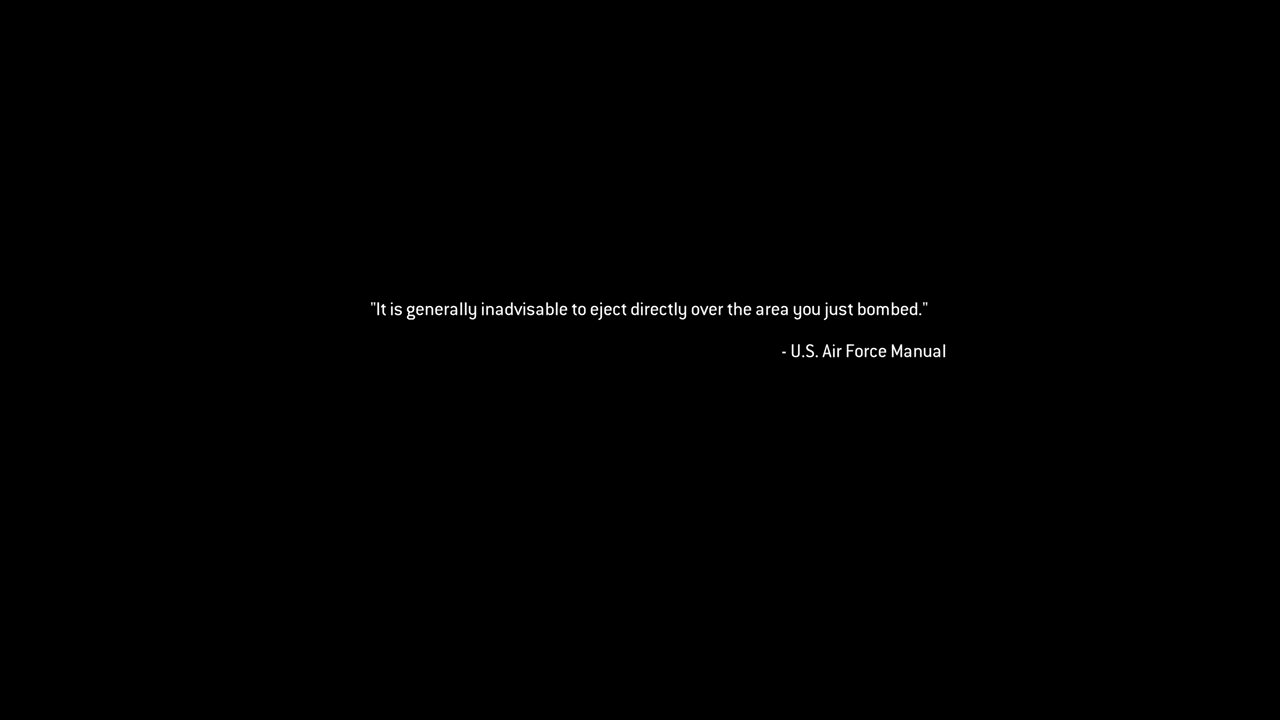 "It is generally inadvisable to eject directly over the area you just bombed."
- U.S. Air Force Manual